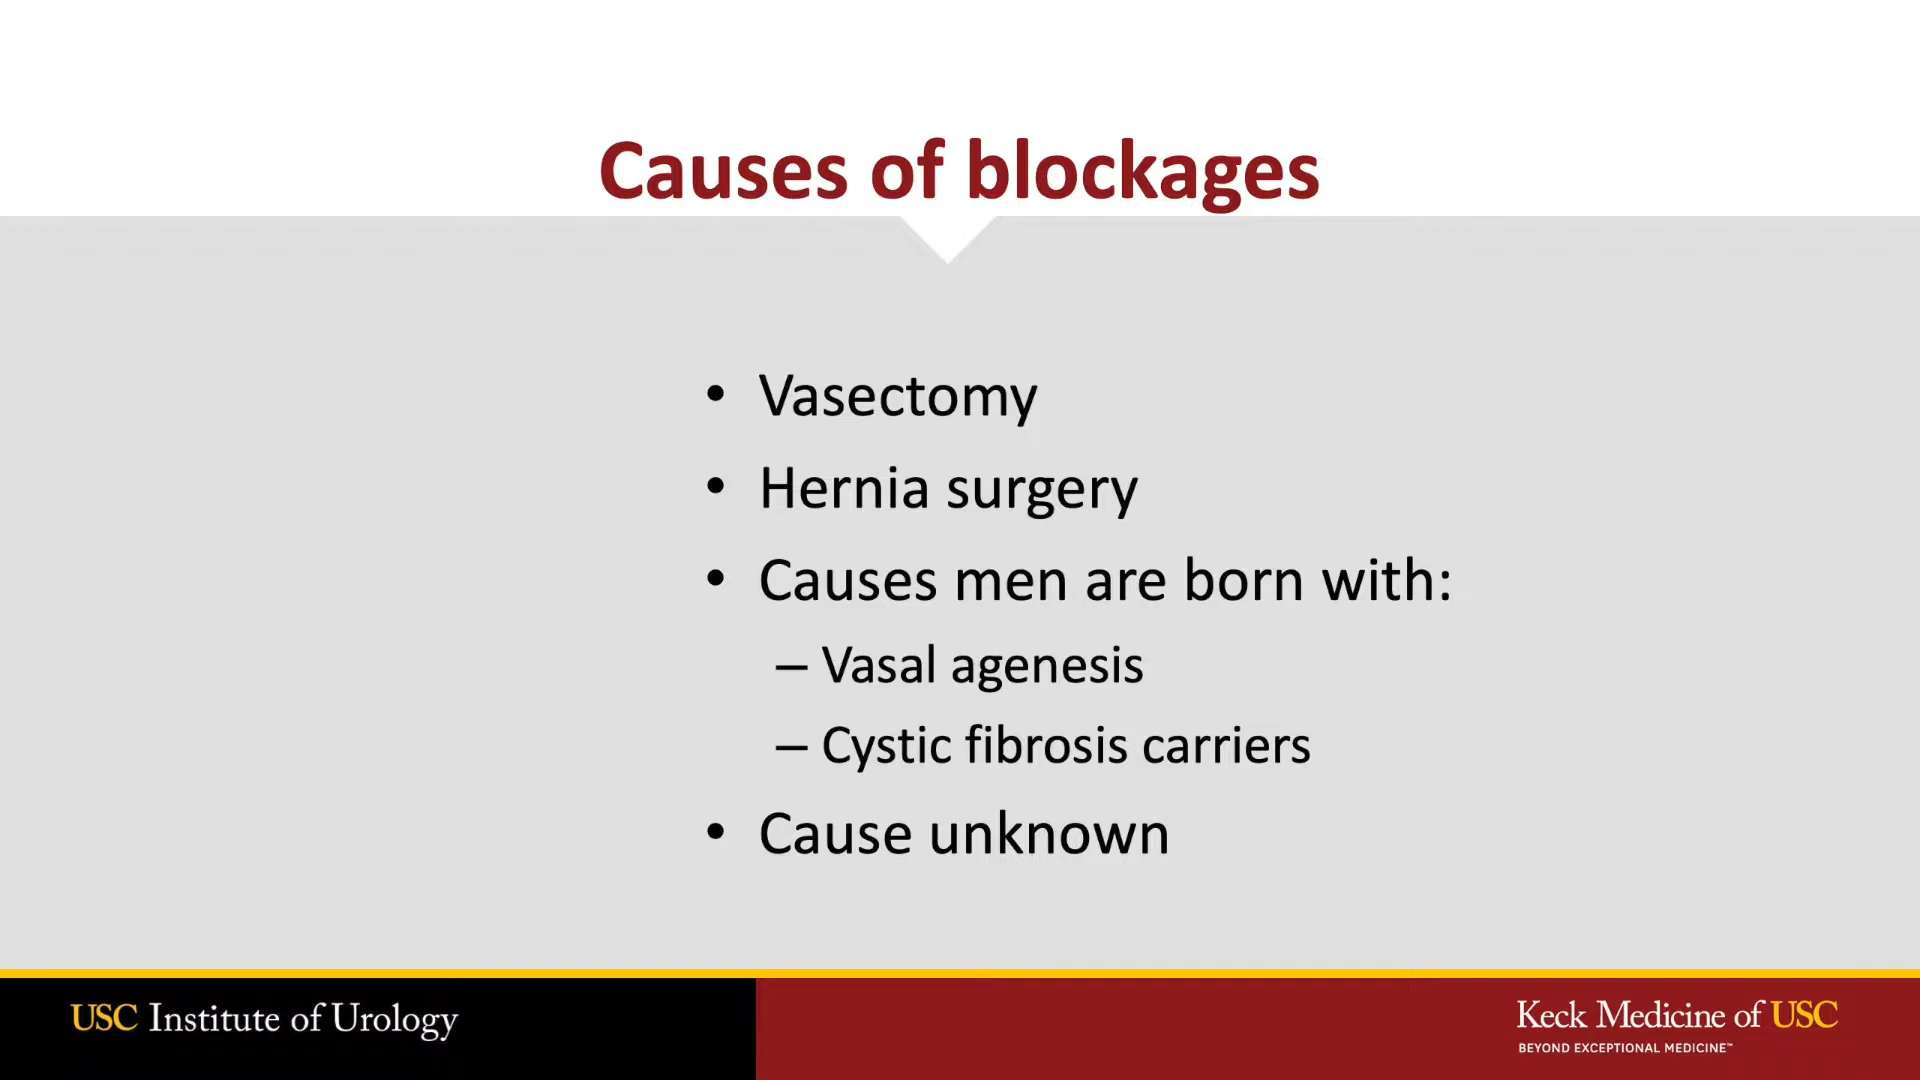 Causes of blockages
• Vasectomy
• Hernia surgery
• Causes men are born with:
– Vasal agenesis
– Cystic fibrosis carriers
• Cause unknown
USC Institute of Urology
Keck Medicine of USC
BEYOND EXCEPTIONAL MEDICINE™